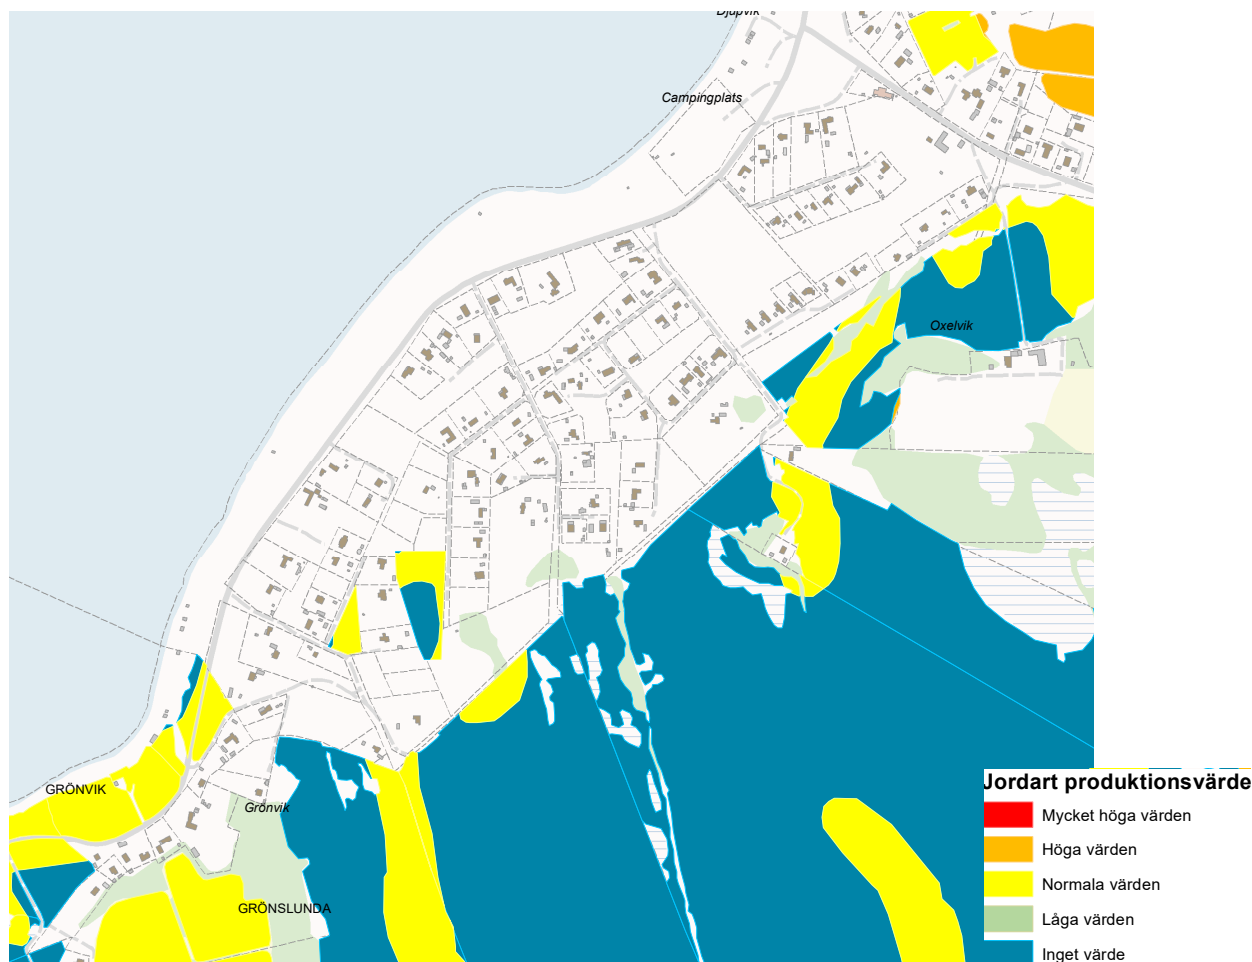 Djupvik
Campingplats
Oxelvik
GRÖNVIK
Grönvik
GRÖNSLUNDA
Jordart produktionsvärde
Mycket höga värden
Höga värden
Normala värden
Låga värden
Inget värde